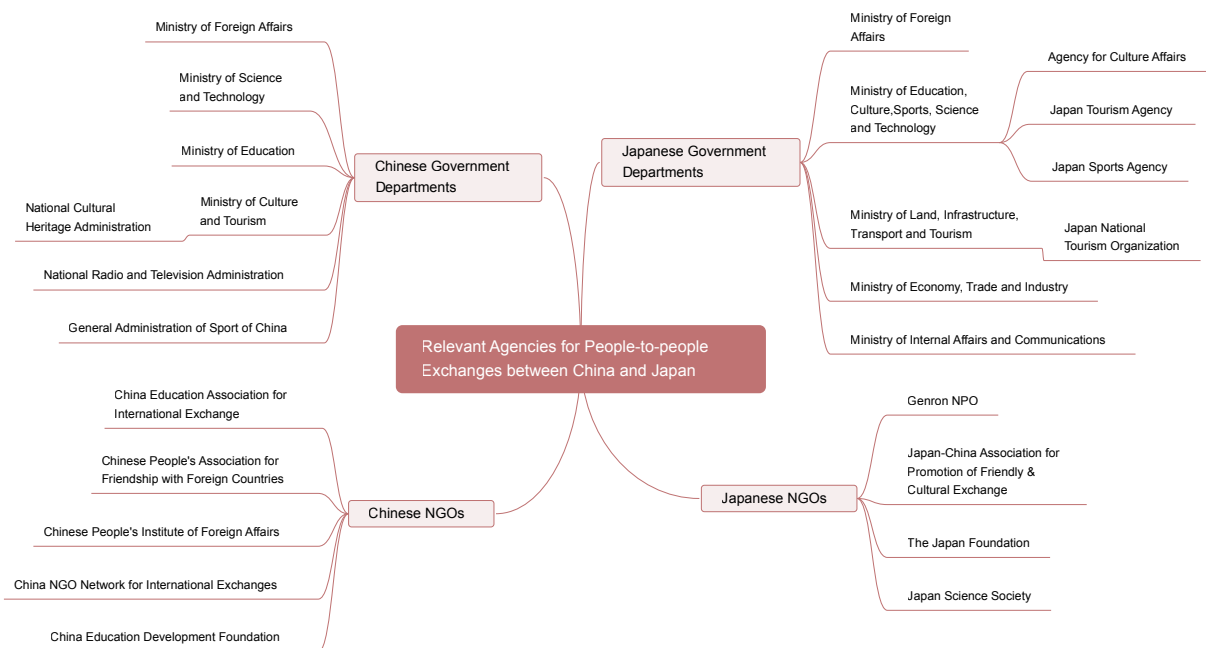 Relevant Agencies for People-to-people
Exchanges between China and Japan
Chinese Government
Departments
Ministry of Foreign Affairs
Ministry of Science
and Technology
Ministry of Education
Ministry of Culture
and Tourism
National Cultural
Heritage Administration
National Radio and Television Administration
General Administration of Sport of China
Japanese Government
Departments
Ministry of Foreign
Affairs
Ministry of Education,
Culture,Sports, Science
and Technology
Agency for Culture Affairs
Japan Tourism Agency
Japan Sports Agency
Ministry of Land, Infrastructure,
Transport and Tourism
Japan National
Tourism Organization
Ministry of Economy, Trade and Industry
Ministry of Internal Affairs and Communications
Chinese NGOs
China Education Association for
International Exchange
Chinese People's Association for
Friendship with Foreign Countries
Chinese People's Institute of Foreign Affairs
China NGO Network for International Exchanges
China Education Development Foundation
Japanese NGOs
Genron NPO
Japan-China Association for
Promotion of Friendly &
Cultural Exchange
The Japan Foundation
Japan Science Society